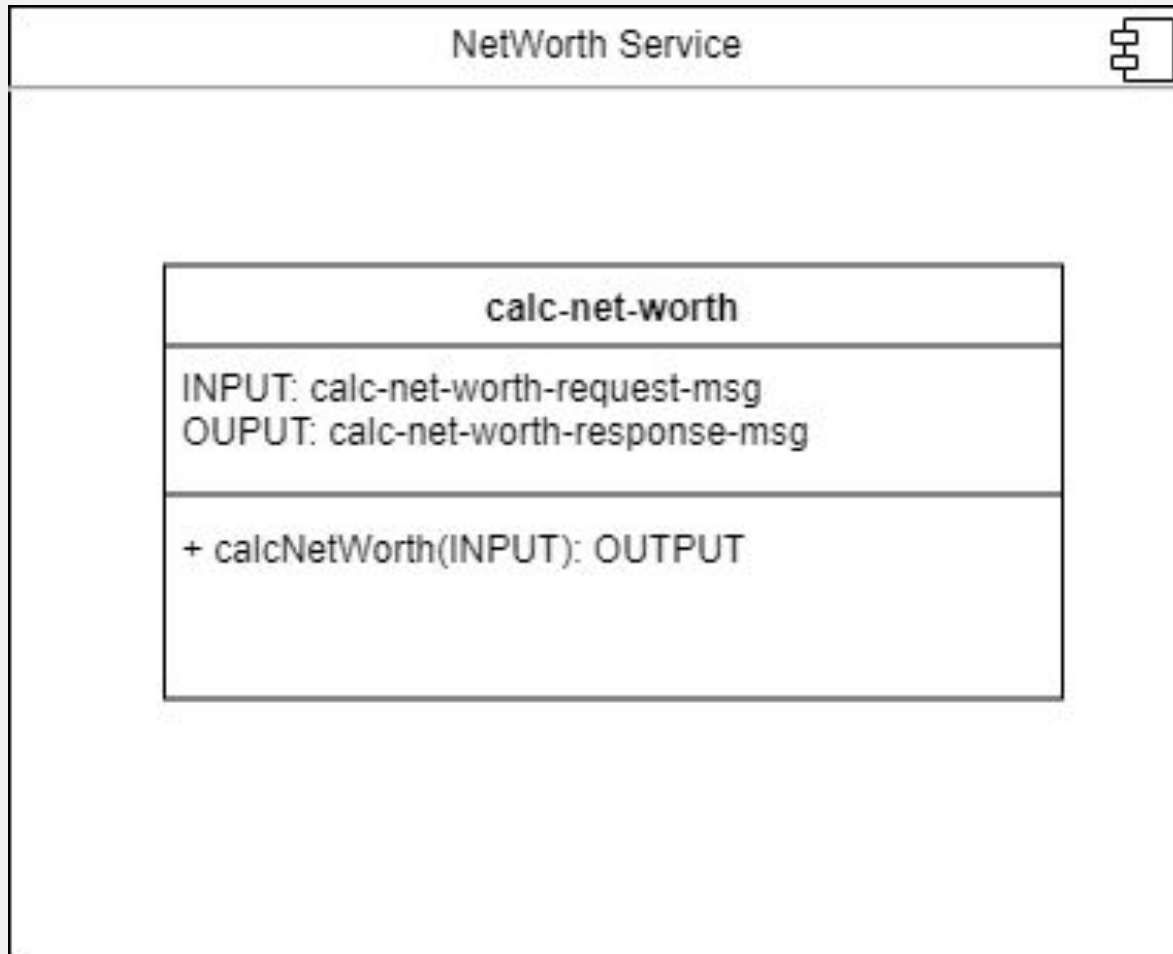 NetWorth Service
calc-net-worth
INPUT: calc-net-worth-request-msg
OUPUT: calc-net-worth-response-msg
+ calcNetWorth(INPUT): OUTPUT